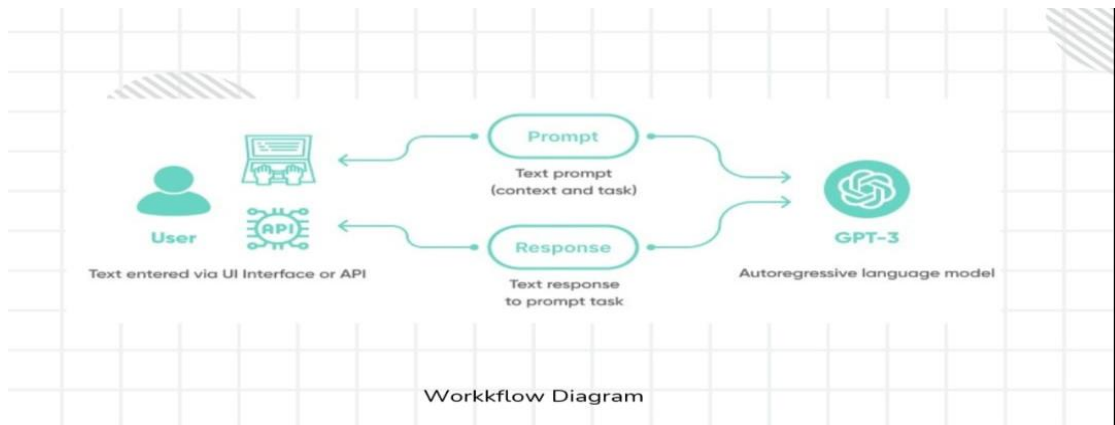 Prompt
Text prompt
(context and task)
API
User
Text entered via UI Interface or API
Response
Text response
to prompt task
GPT-3
Autoregressive language model
Workkflow Diagram